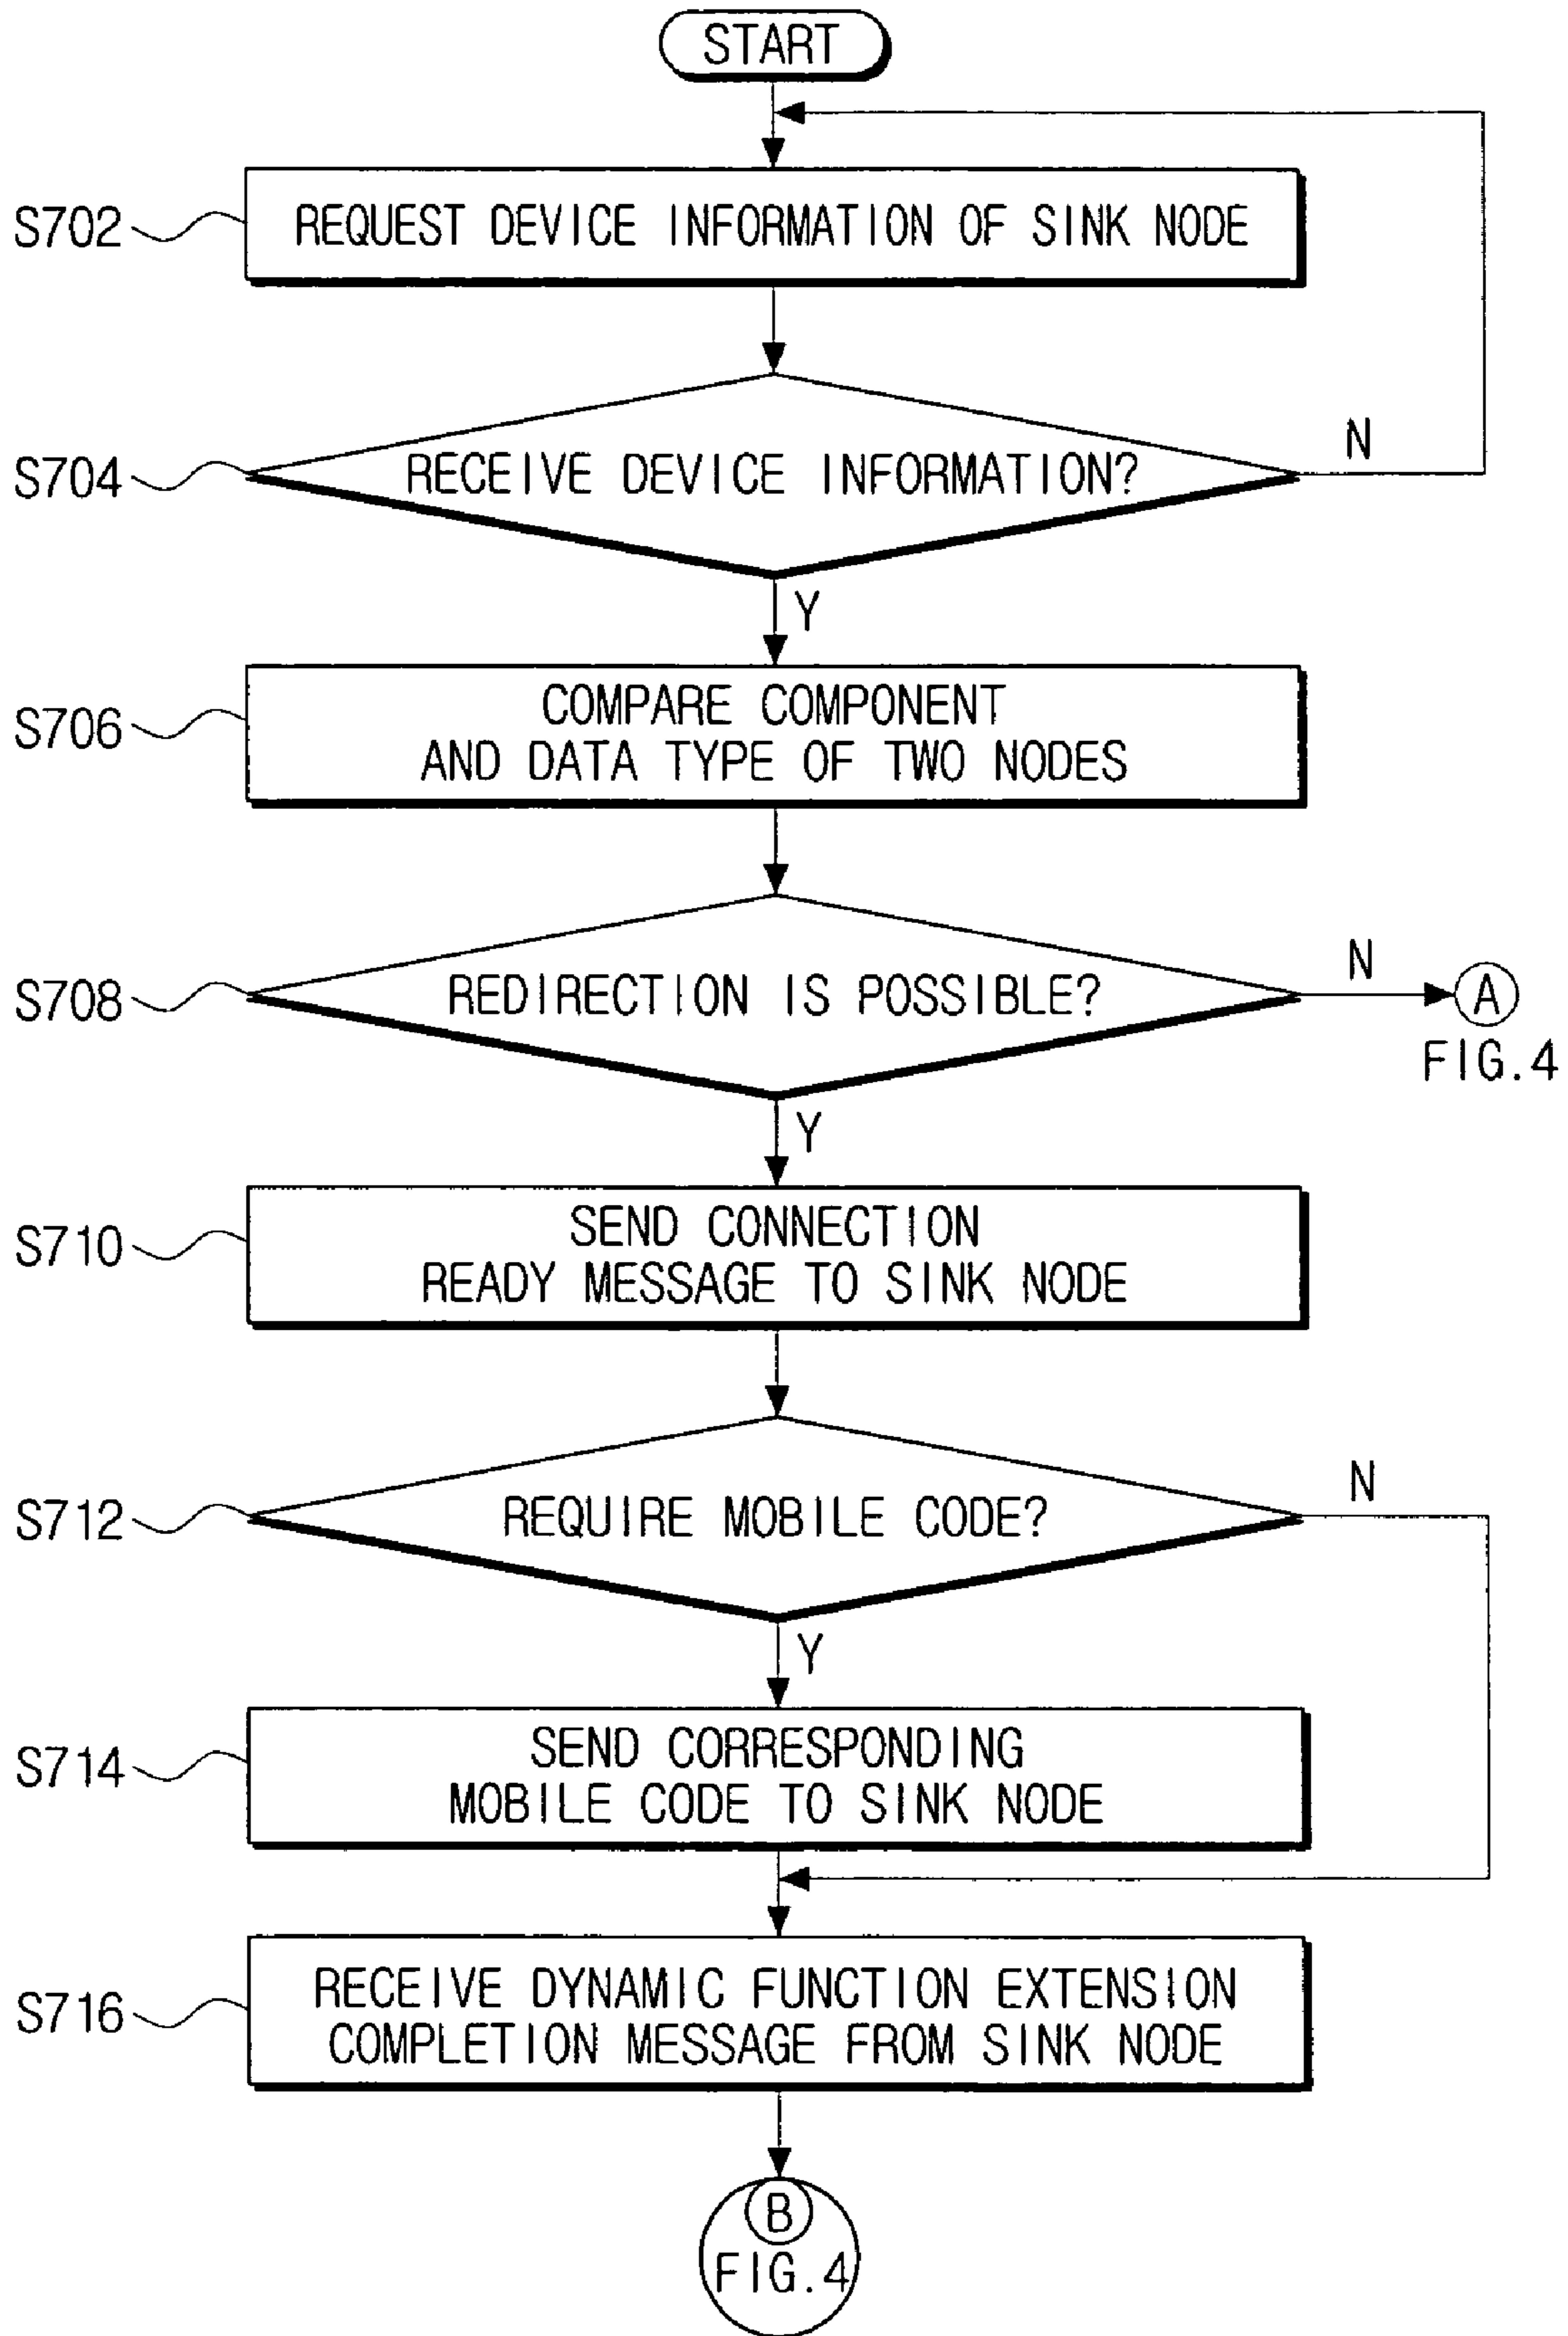 START
S702
REQUEST DEVICE INFORMATION OF SINK NODE
S704
RECEIVE DEVICE INFORMATION?
N
Y
S706
COMPARE COMPONENT
AND DATA TYPE OF TWO NODES
S708
REDIRECTION IS POSSIBLE?
N
A
FIG.4
Y
S710
SEND CONNECTION
READY MESSAGE TO SINK NODE
S712
REQUIRE MOBILE CODE?
N
Y
S714
SEND CORRESPONDING
MOBILE CODE TO SINK NODE
S716
RECEIVE DYNAMIC FUNCTION EXTENSION
COMPLETION MESSAGE FROM SINK NODE
B
FIG.4